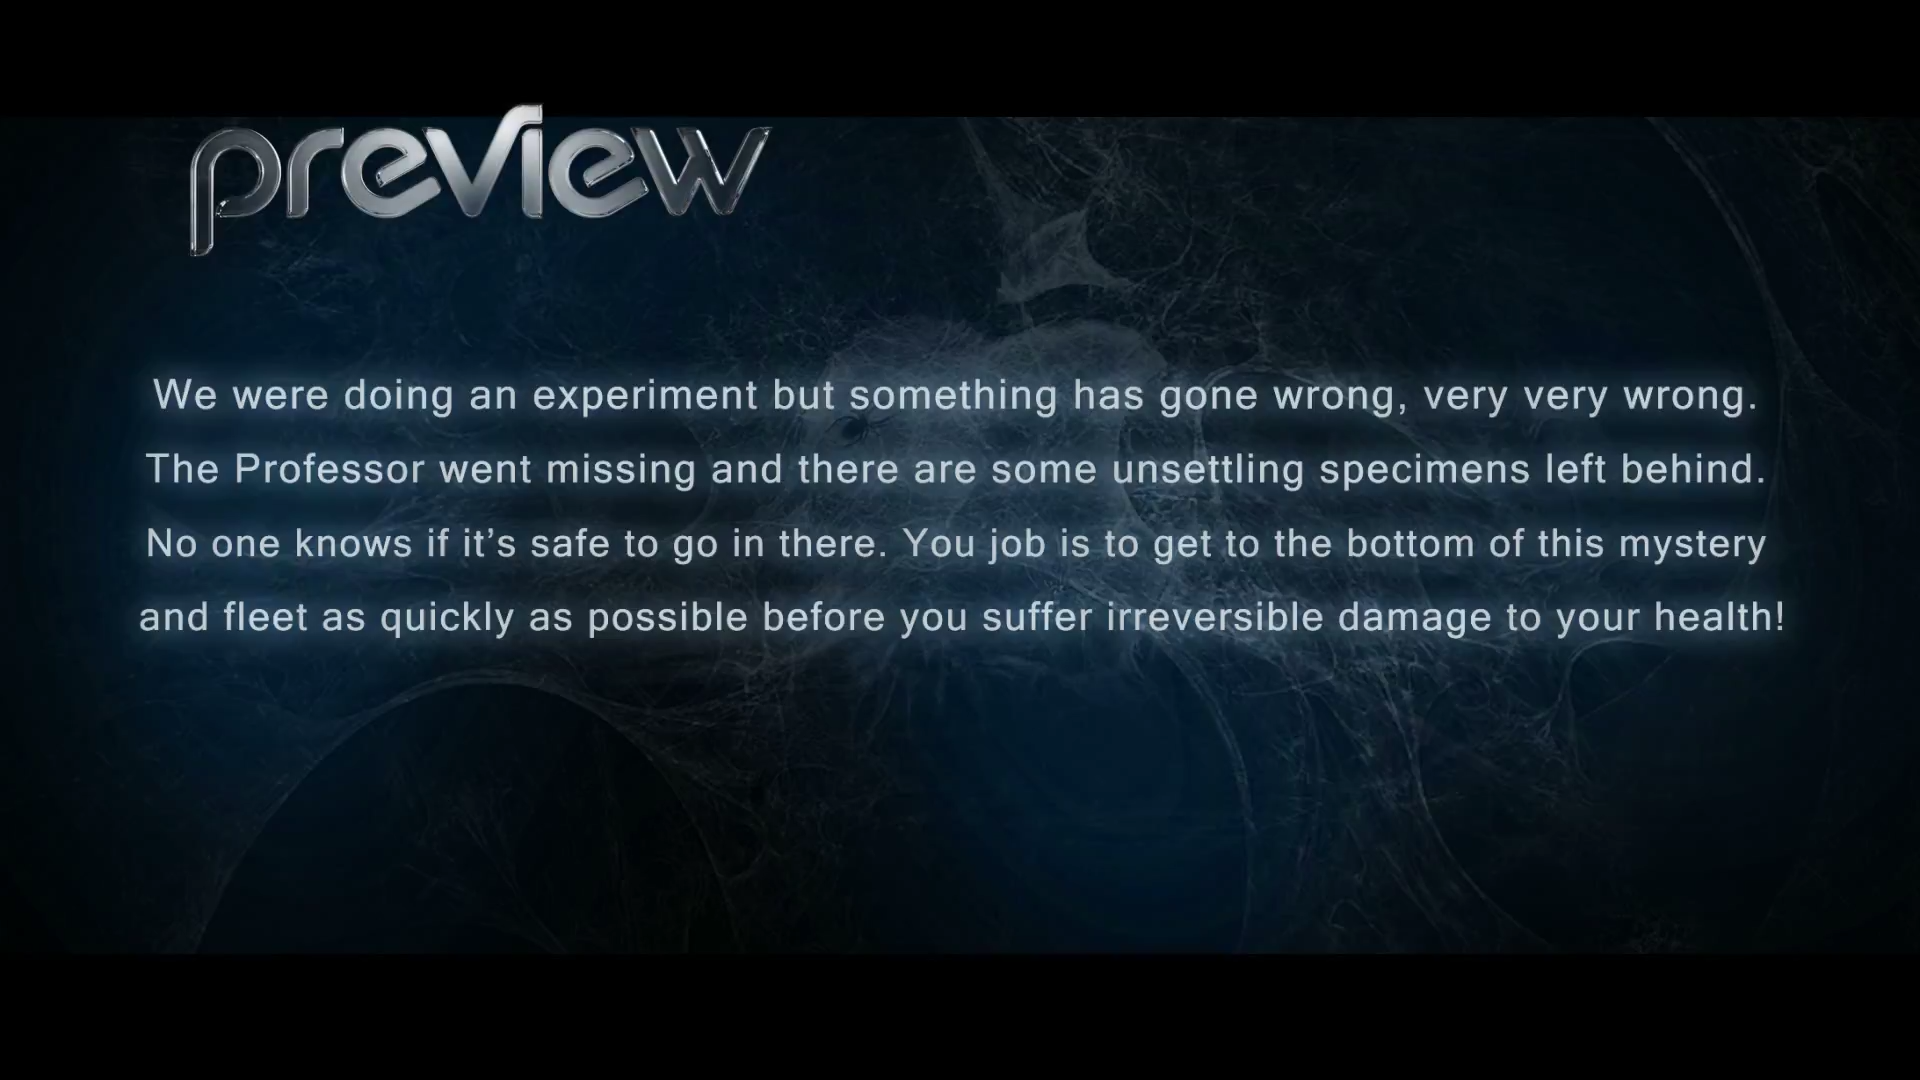 preview
We were doing an experiment but something has gone wrong, very very wrong.
The Professor went missing and there are some unsettling specimens left behind.
No one knows if it’s safe to go in there. You job is to get to the bottom of this mystery
and fleet as quickly as possible before you suffer irreversible damage to your health!